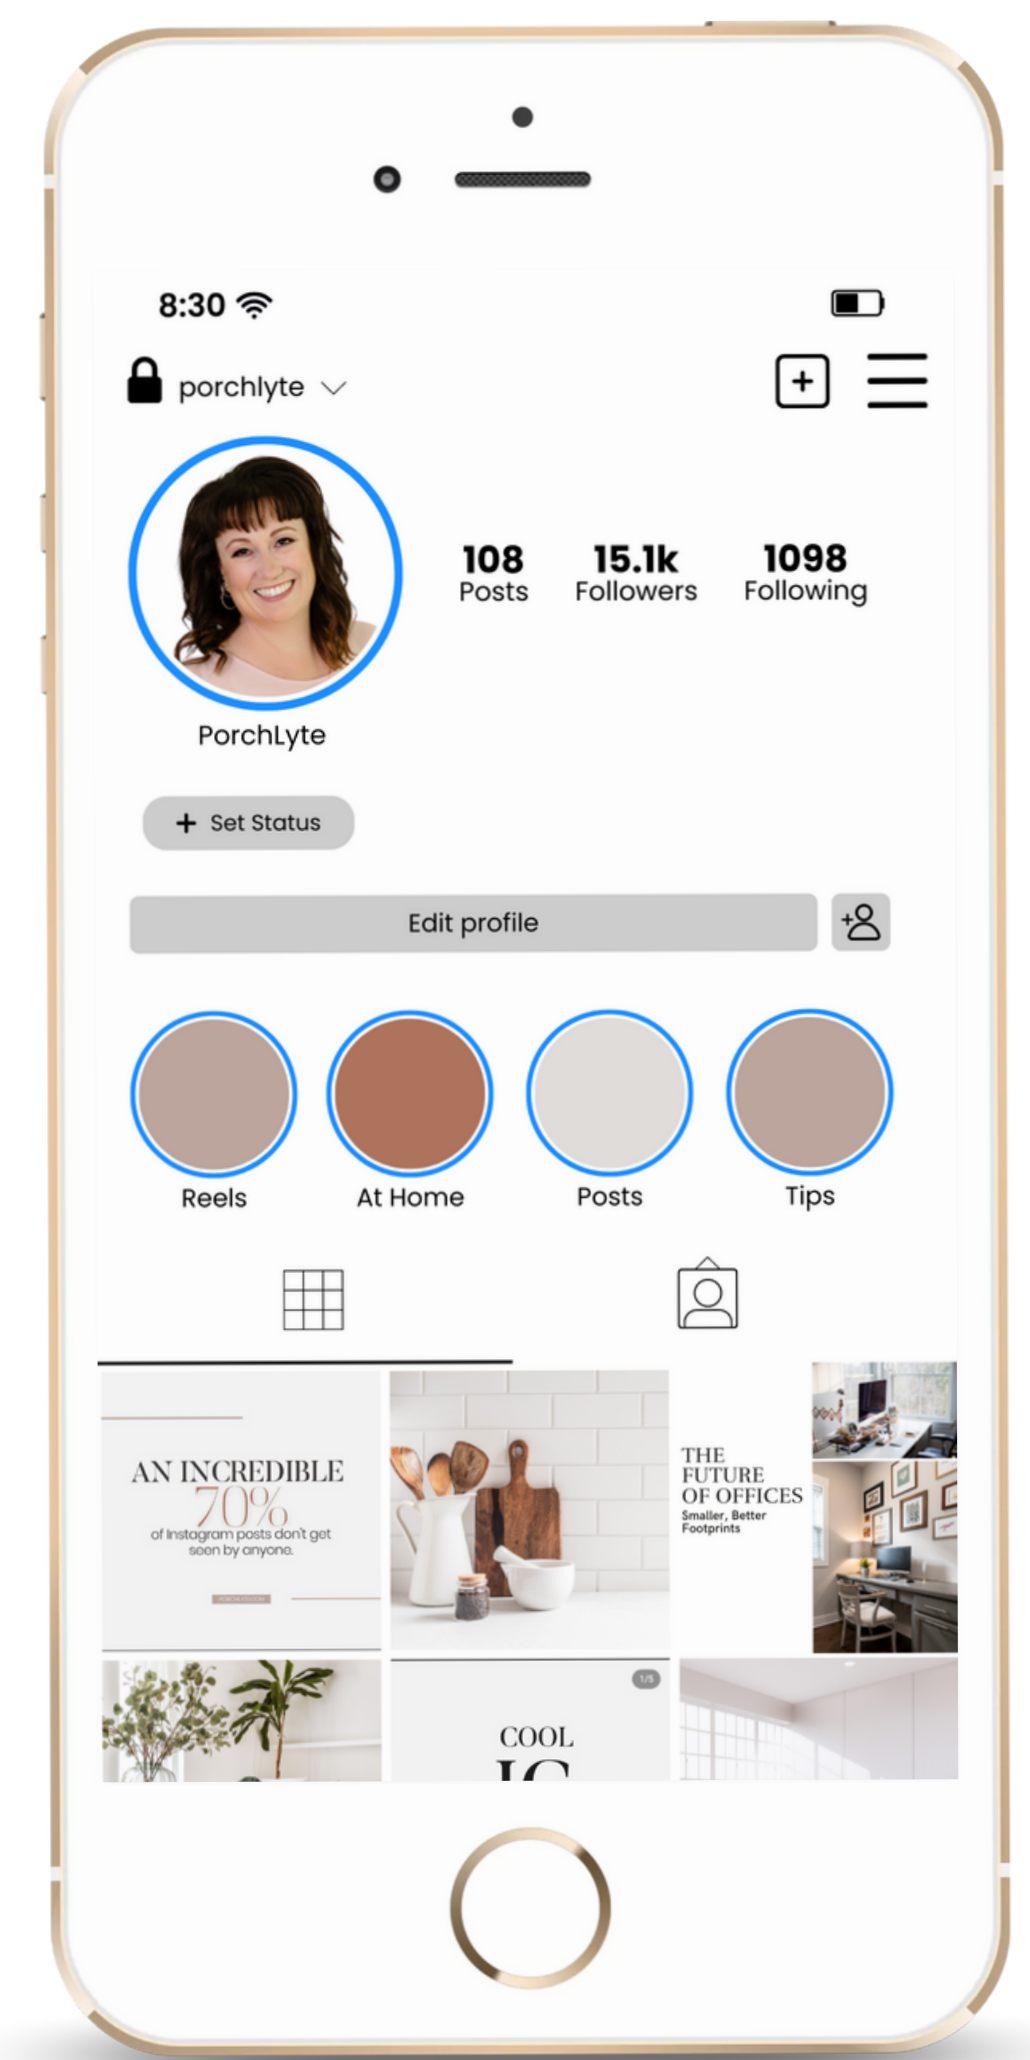 8:30
porchlyte
108
Posts
15.1k
Followers
1098
Following
PorchLyte
+ Set Status
Edit profile
Reels
At Home
Posts
Tips
AN INCREDIBLE
70%
of Instagram posts don't get
seen by anyone.
THE
FUTURE
OF OFFICES
Smaller, Better
Footprints
1/5
COOL
IG